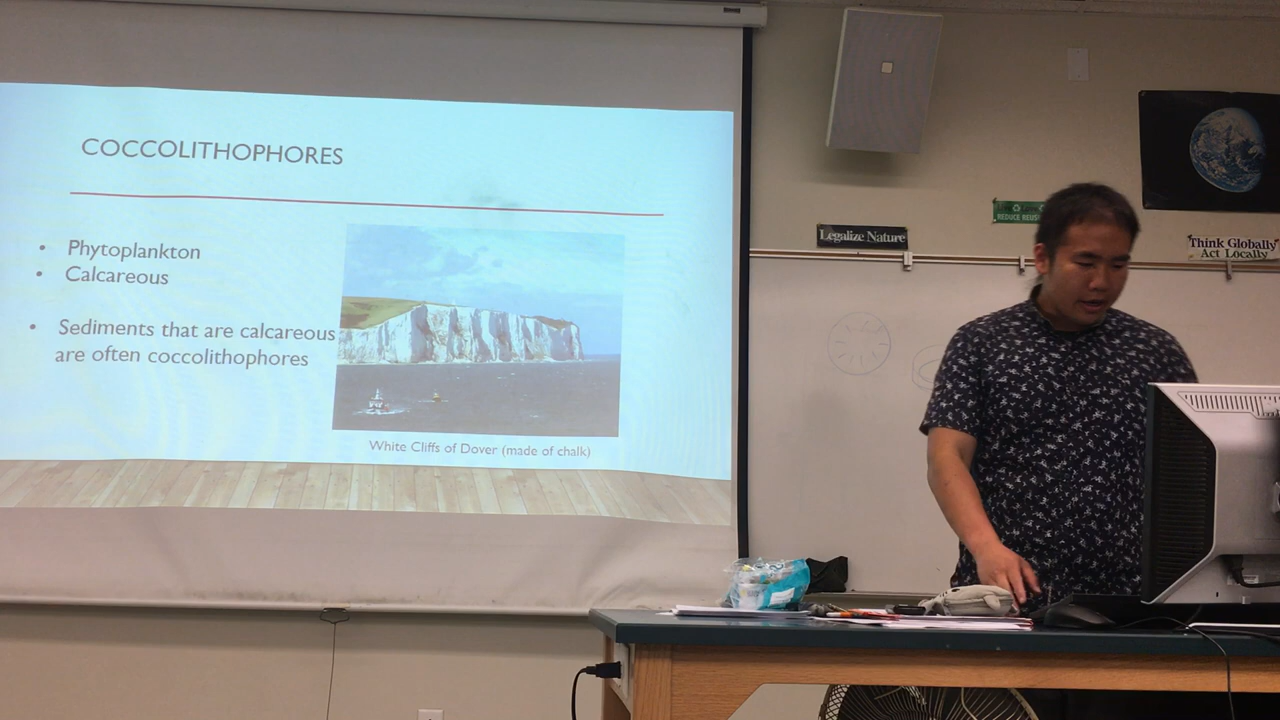 COCCOLITHOPHORES
• Phytoplankton
• Calcareous
• Sediments that are calcareous
are often coccolithophores
White Cliffs of Dover (made of chalk)
Legalize Nature
REDUCE REUS
Think Globally
Act Locally